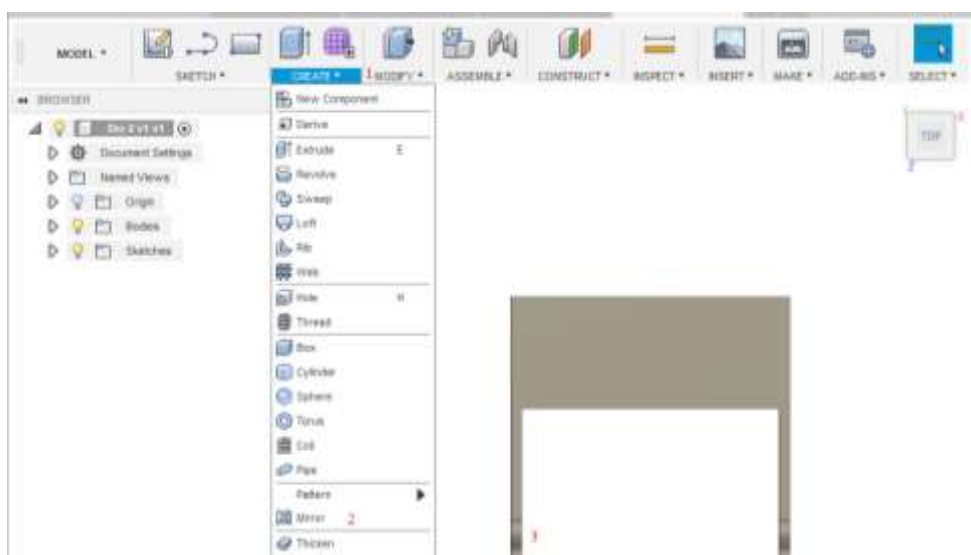 MODEL
SKETCH
CREATE
1
MODIFY
ASSEMBLE
CONSTRUCT
INSPECT
INSERT
MAKE
ADD-INS
SELECT
BROWSER
Document Settings
Named Views
Origin
Bodies
Sketches
New Component
Derive
Extrude E
Revolve
Sweep
Loft
Rib
Web
Hole H
Thread
Box
Cylinder
Sphere
Torus
Coil
Pipe
Pattern
Mirror 2
Thicken
TOP
X
Z
3